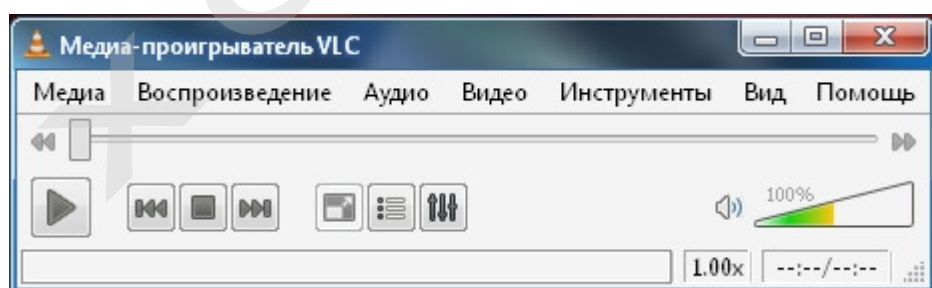 Медиа-проигрыватель VLC
Медиа Воспроизведение Аудио Видео Инструменты Вид Помощь
100%
1.00x --:--/--:--